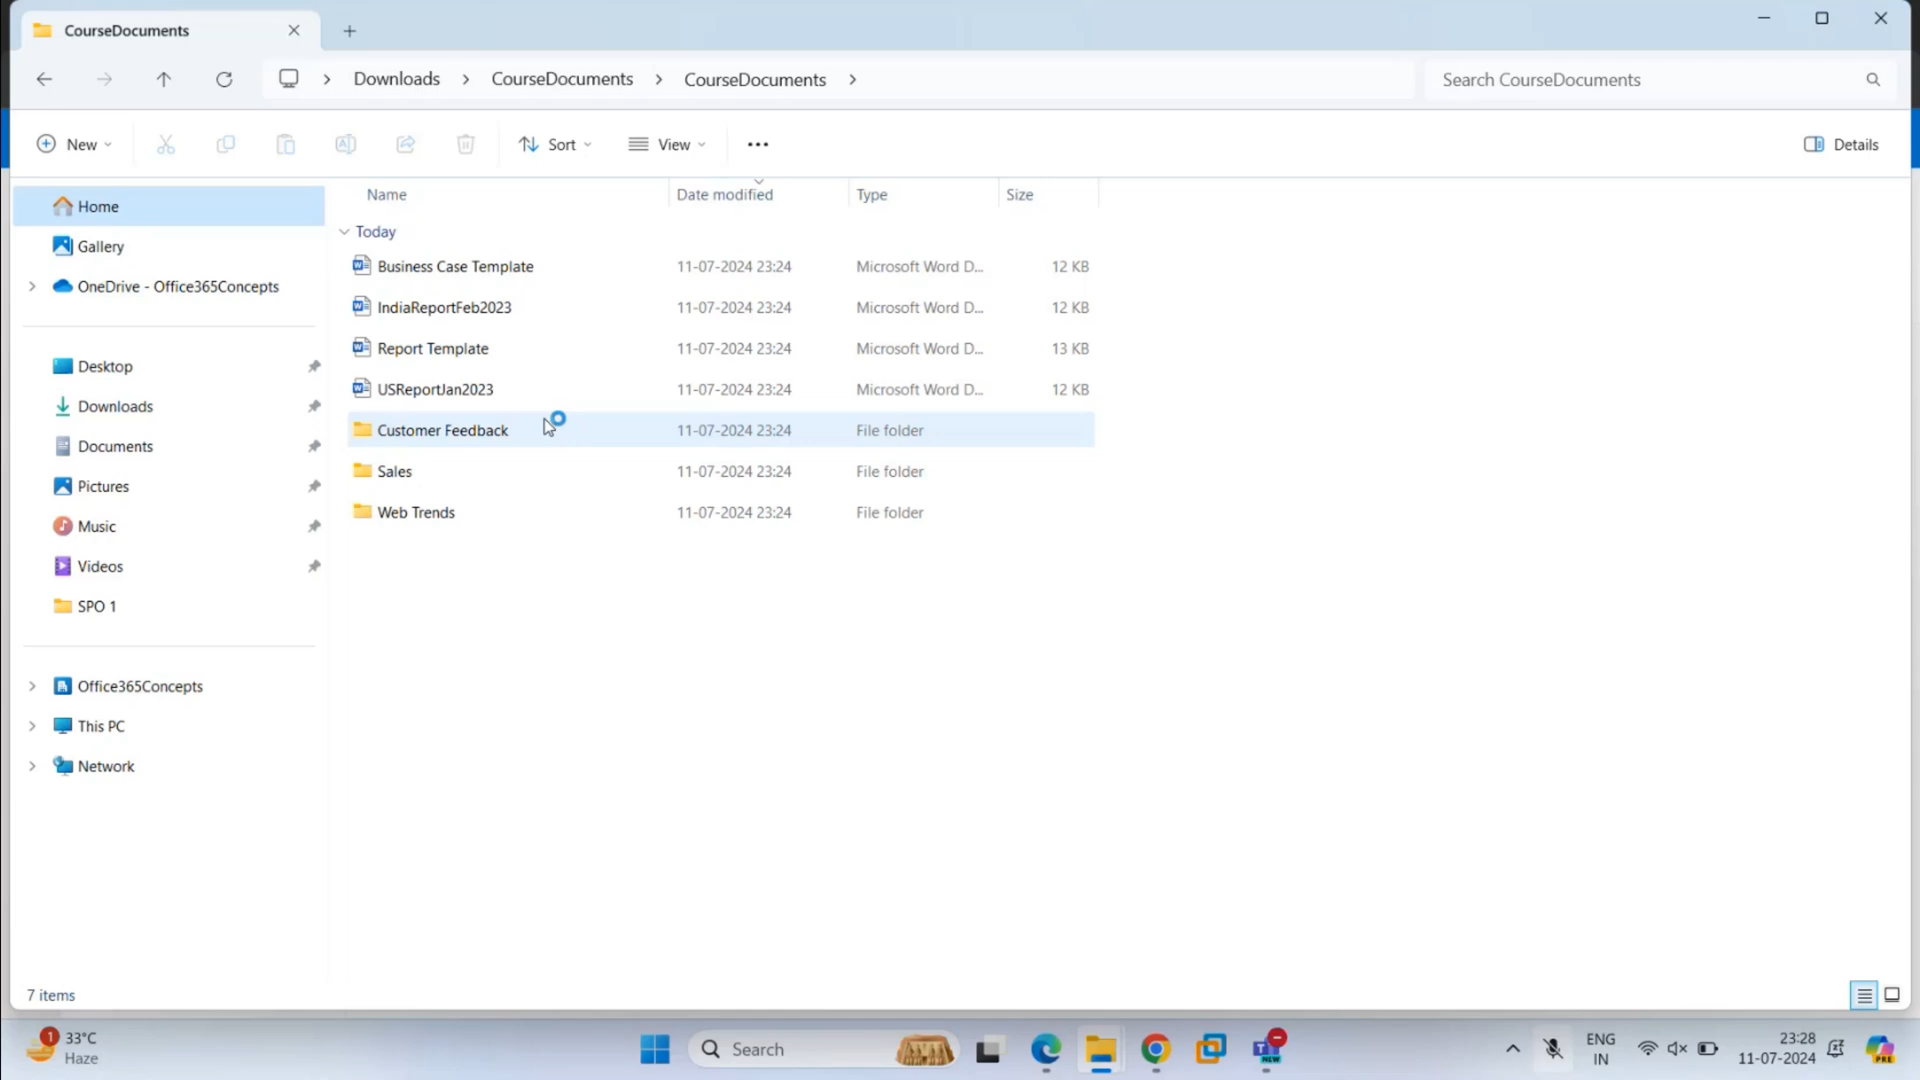 CourseDocuments
Downloads > CourseDocuments > CourseDocuments >
Search CourseDocuments
New
Sort
View
Details
Name Date modified Type Size
Home
Gallery
OneDrive - Office365Concepts
Desktop
Downloads
Documents
Pictures
Music
Videos
SPO 1
Office365Concepts
This PC
Network
Today
Business Case Template 11-07-2024 23:24 Microsoft Word D... 12 KB
IndiaReportFeb2023 11-07-2024 23:24 Microsoft Word D... 12 KB
Report Template 11-07-2024 23:24 Microsoft Word D... 13 KB
USReportJan2023 11-07-2024 23:24 Microsoft Word D... 12 KB
Customer Feedback 11-07-2024 23:24 File folder
Sales 11-07-2024 23:24 File folder
Web Trends 11-07-2024 23:24 File folder
7 items
1
33°C
Haze
Search
NEW
ENG
IN
23:28
11-07-2024
PRE